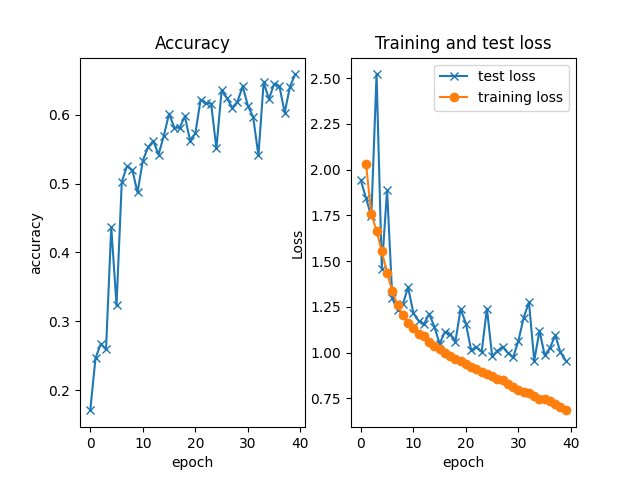 Accuracy
accuracy
0.6
0.5
0.4
0.3
0.2
0
10
20
30
40
epoch
Training and test loss
test loss
training loss
Loss
2.50
2.25
2.00
1.75
1.50
1.25
1.00
0.75
0
10
20
30
40
epoch